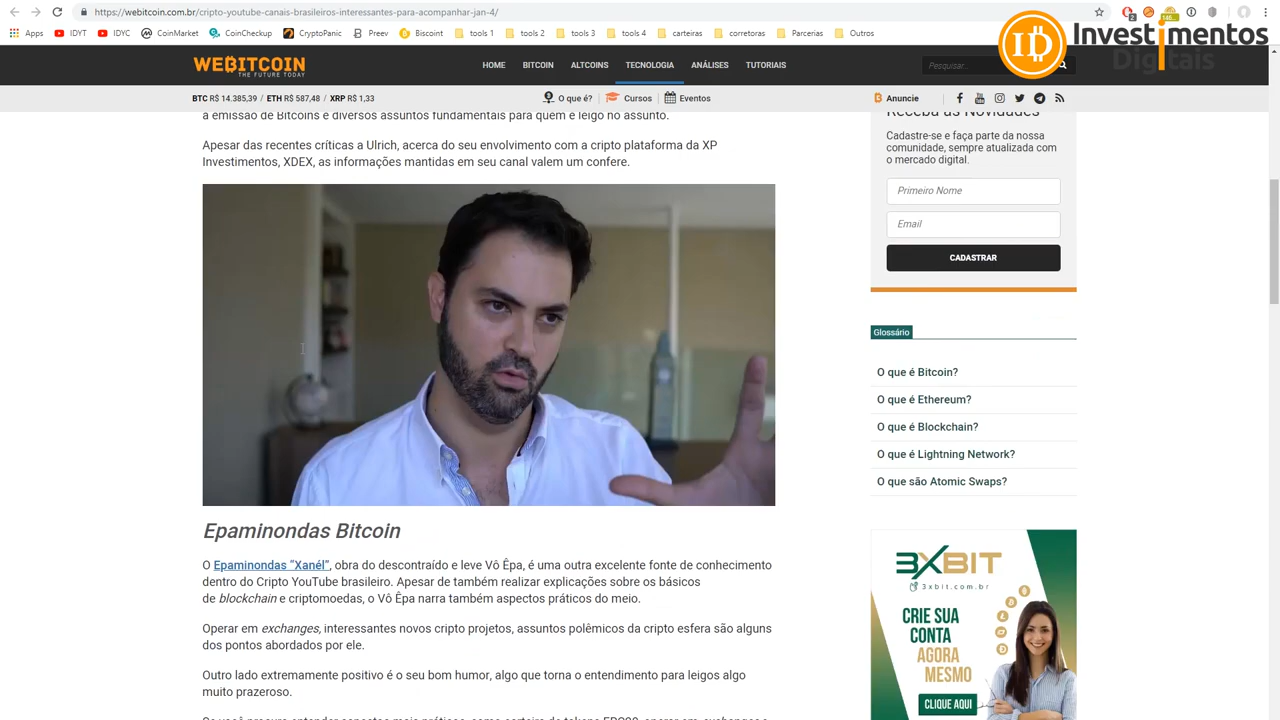 https://webitcoin.com.br/cripto-youtube-canais-brasileiros-interessantes-para-acompanhar-jan-4/
Apps IDYT IDYC CoinMarket CoinCheckup CryptoPanic Preev Biscoint tools 1 tools 2 tools 3 tools 4 carteiras corretoras Parcerias Outros
ID Investimentos
Digitais
WEBITCOIN
THE FUTURE TODAY
HOME BITCOIN ALTCOINS TECNOLOGIA ANÁLISES TUTORIAIS
Pesquisar...
BTC R$ 14.385,39 / ETH R$ 587,48 / XRP R$ 1,33
O que é? Cursos Eventos
Anuncie
a emissão de Bitcoins e diversos assuntos fundamentais para quem é leigo no assunto.
Apesar das recentes críticas a Ulrich, acerca do seu envolvimento com a cripto plataforma da XP
Investimentos, XDEX, as informações mantidas em seu canal valem um confere.
Epaminondas Bitcoin
O Epaminondas “Xanél”, obra do descontraído e leve Vô Êpa, é uma outra excelente fonte de conhecimento
dentro do Cripto YouTube brasileiro. Apesar de também realizar explicações sobre os básicos
de blockchain e criptomoedas, o Vô Êpa narra também aspectos práticos do meio.
Operar em exchanges, interessantes novos cripto projetos, assuntos polêmicos da cripto esfera são alguns
dos pontos abordados por ele.
Outro lado extremamente positivo é o seu bom humor, algo que torna o entendimento para leigos algo
muito prazeroso.
Receba as Novidades
Cadastre-se e faça parte da nossa
comunidade, sempre atualizada com
o mercado digital.
Primeiro Nome
Email
CADASTRAR
Glossário
O que é Bitcoin?
O que é Ethereum?
O que é Blockchain?
O que é Lightning Network?
O que são Atomic Swaps?
3XBIT
3xbit.com.br
CRIE SUA
CONTA
AGORA
MESMO
CLIQUE AQUI